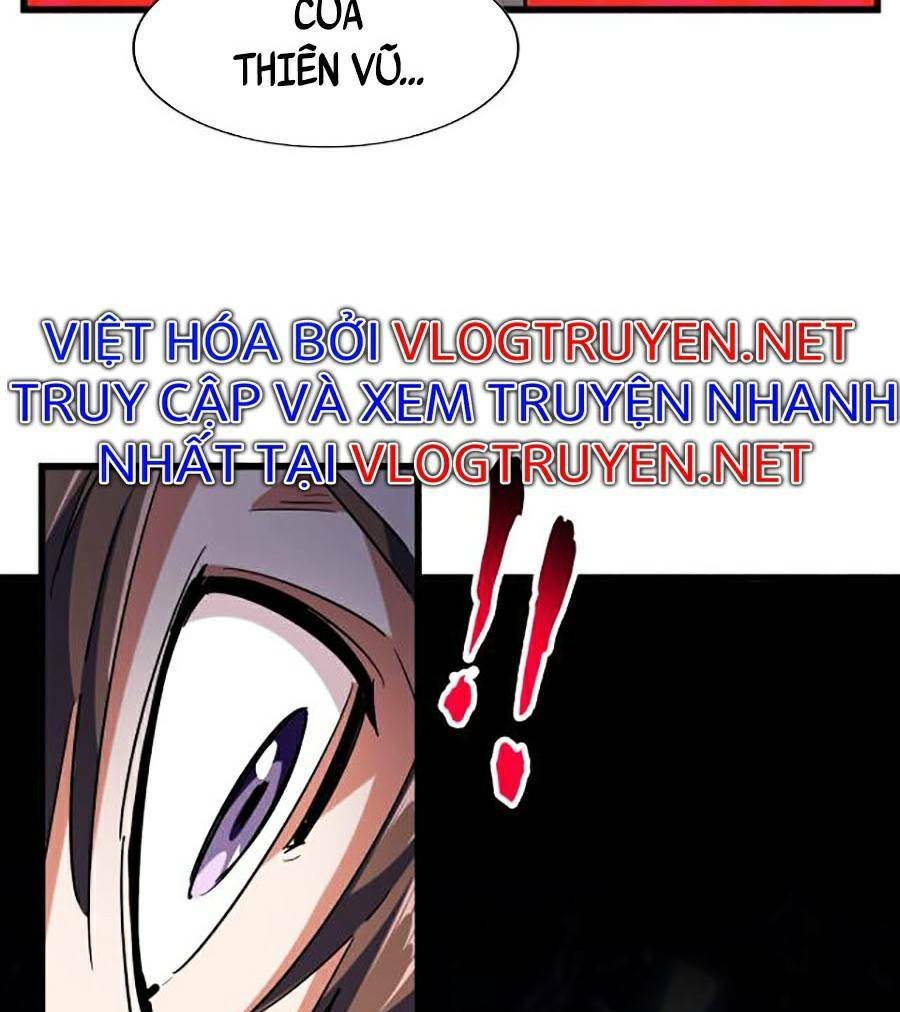 CỦA
THIÊN VŨ...
VIỆT HÓA BỞI VLOGTRUYEN.NET
TRUY CẬP VÀ XEM TRUYỆN NHANH
NHẤT TẠI VLOGTRUYEN.NET
!!